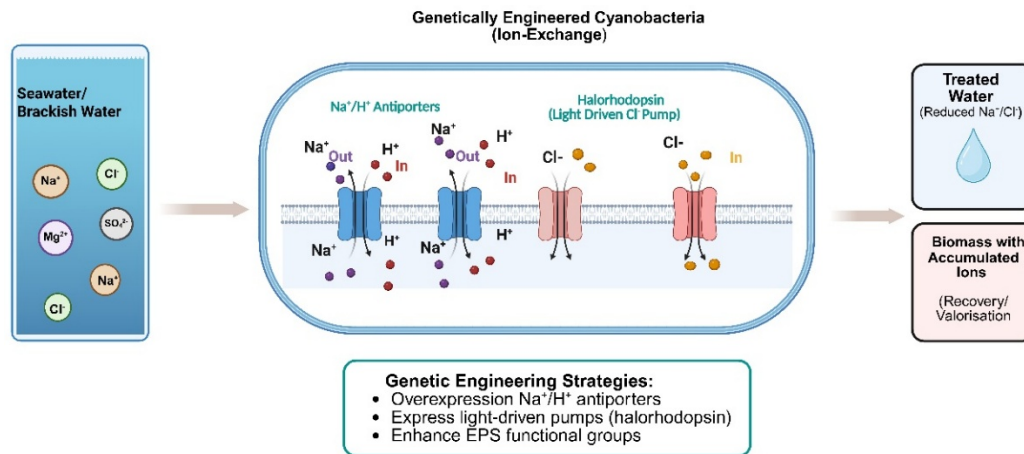 Genetically Engineered Cyanobacteria
(Ion-Exchange)
Seawater/
Brackish Water
Na⁺
Cl⁻
Mg²⁺
SO₄²⁻
Na⁺
Cl⁻
Na⁺/H⁺ Antiporters
Halorhodopsin
(Light Driven Cl⁻ Pump)
Na⁺
Out
H⁺
In
Na⁺
Out
H⁺
In
Cl-
Cl-
In
Na⁺
H⁺
Na⁺
H⁺
Treated
Water
(Reduced Na⁺/Cl⁻)
Biomass with
Accumulated
Ions
(Recovery/
Valorisation
Genetic Engineering Strategies:
• Overexpression Na⁺/H⁺ antiporters
• Express light-driven pumps (halorhodopsin)
• Enhance EPS functional groups